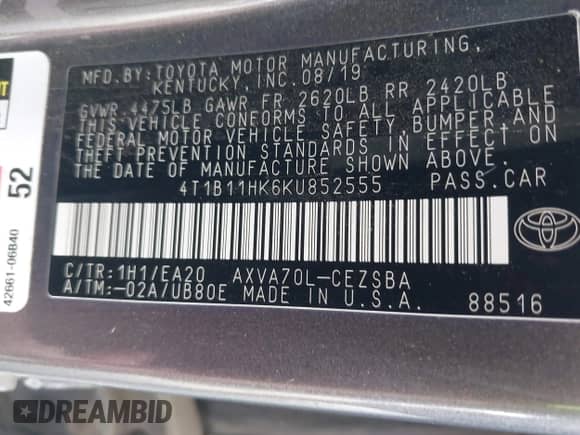 MFD.BY:TOYOTA MOTOR MANUFACTURING,
KENTUCKY, INC.08/19
GVWR 4475LB GAWR FR 2620LB RR 2420LB
THIS VEHICLE CONFORMS TO ALL APPLICABLE
FEDERAL MOTOR VEHICLE SAFETY,BUMPER AND
THEFT PREVENTION STANDARDS IN EFFECT ON
THE DATE OF MANUFACTURE SHOWN ABOVE.
4T1B11HK6KU852555 PASS.CAR
C/TR:1H1/EA20 AXVA70L-CEZSBA
A/TM:-02A/UB80E MADE IN U.S.A. 88516
52
42661-06B40
DREAMBID